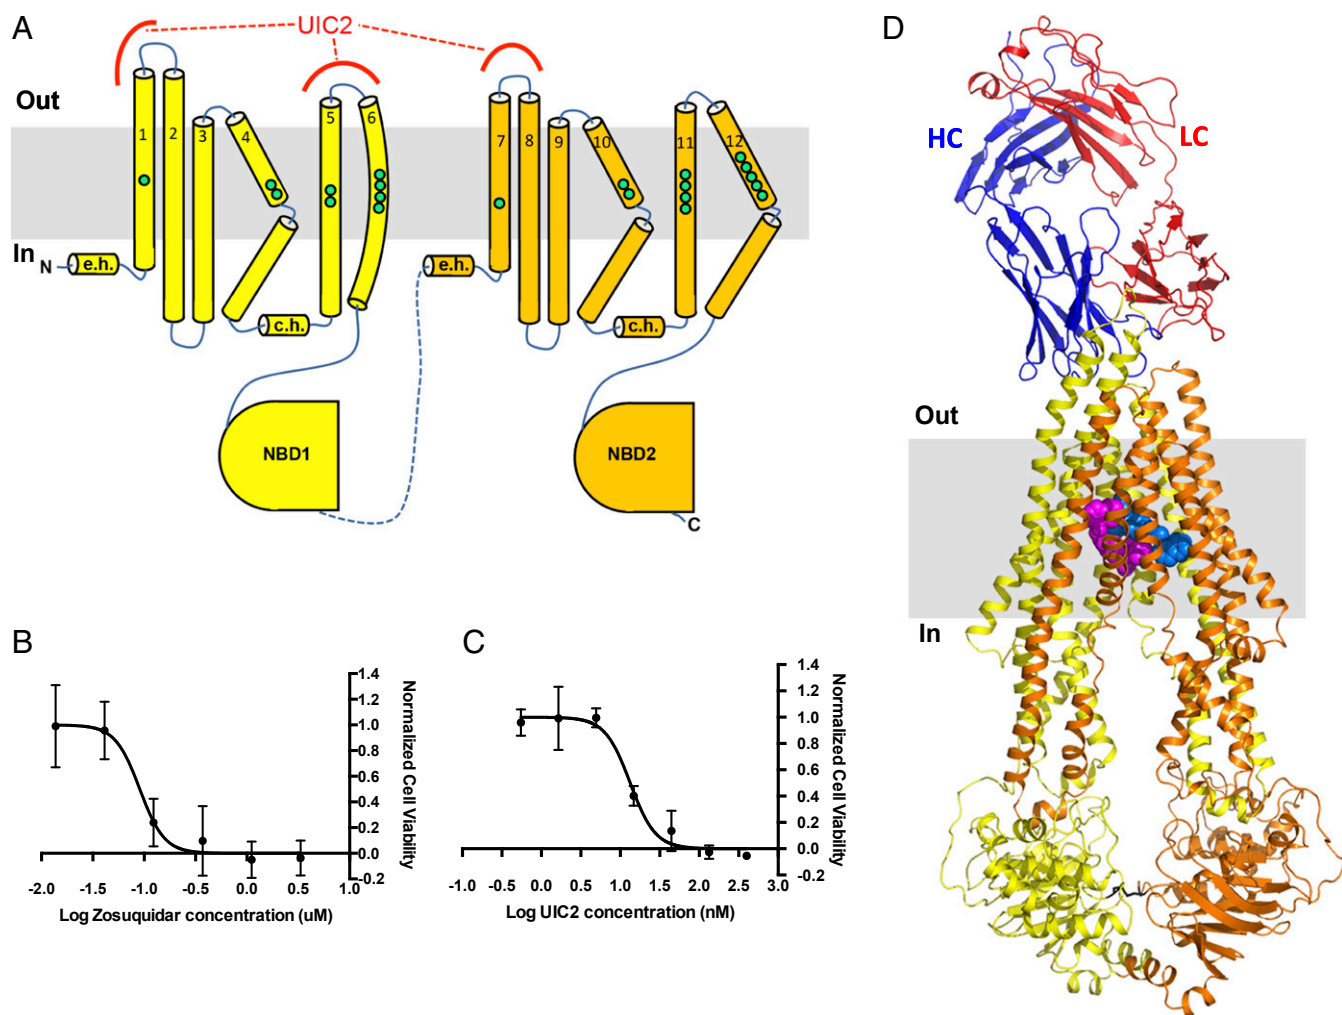 A
UIC2
Out
1 2 3 4 5 6 7 8 9 10 11 12
In
N e.h. c.h. e.h. c.h.
NBD1 NBD2
C
B
1.4
1.2
1.0
0.8
0.6
0.4
0.2
0.0
-0.2
Normalized Cell Viability
-2.0 -1.5 -1.0 -0.5 0.0 0.5 1.0
Log Zosuquidar concentration (uM)
C
1.4
1.2
1.0
0.8
0.6
0.4
0.2
0.0
-0.2
Normalized Cell Viability
-1.0 -0.5 0.0 0.5 1.0 1.5 2.0 2.5 3.0
Log UIC2 concentration (nM)
D
HC LC
Out
In